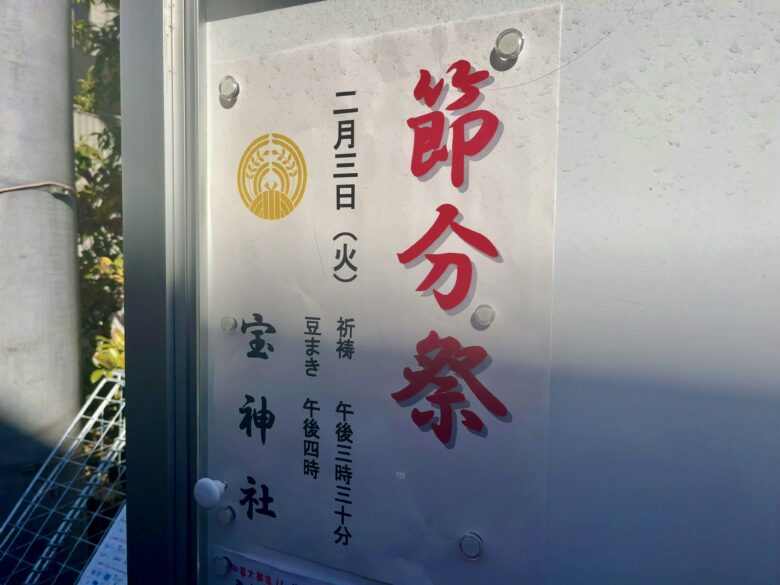 節分祭
二月三日（火）
祈祷　午後三時三十分
豆まき　午後四時
宝神社